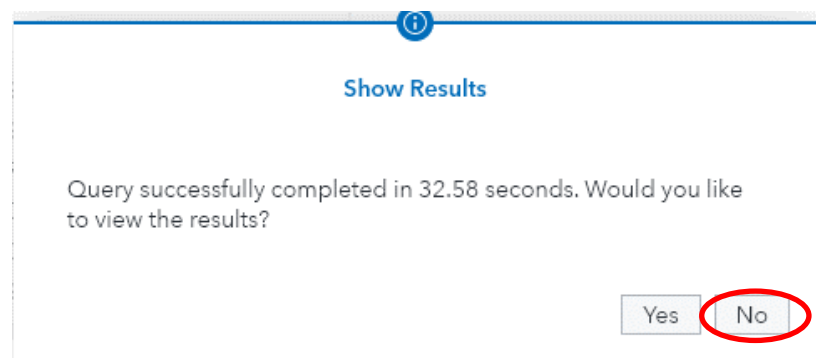 Show Results
Query successfully completed in 32.58 seconds. Would you like
to view the results?
Yes No